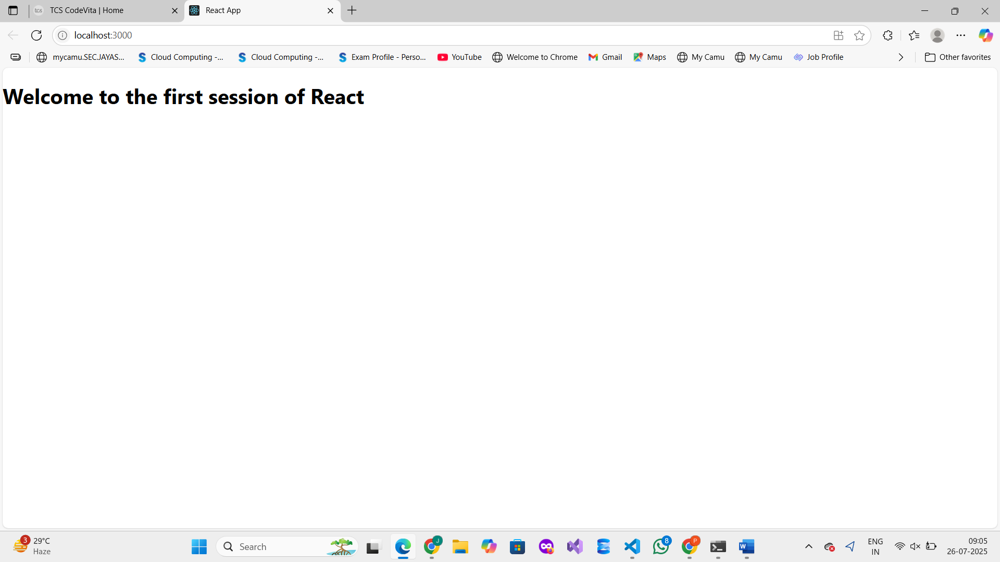 TCS CodeVita | Home
React App
localhost:3000
mycamu.SEC.JAYAS...
Cloud Computing -...
Cloud Computing -...
Exam Profile - Perso...
YouTube
Welcome to Chrome
Gmail
Maps
My Camu
My Camu
Job Profile
Other favorites
Welcome to the first session of React
3
29°C
Haze
Search
J
8
P
ENG
IN
09:05
26-07-2025